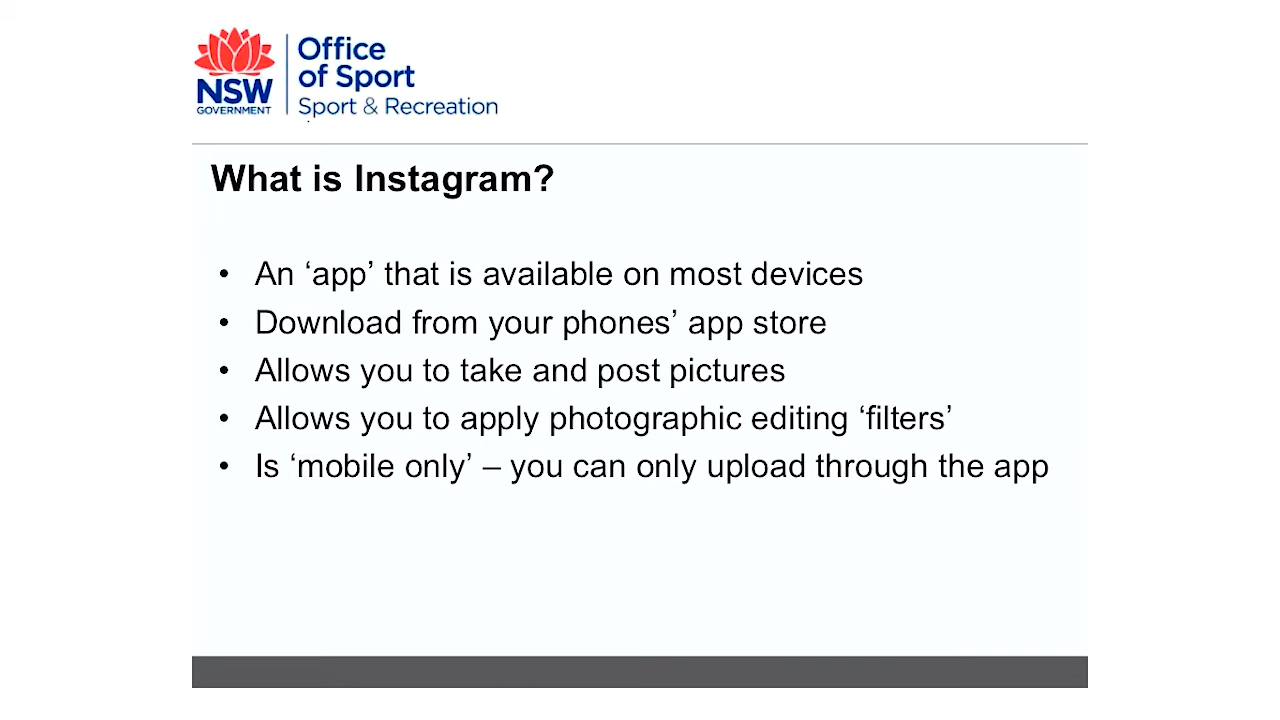 NSW
GOVERNMENT
Office
of Sport
Sport & Recreation
What is Instagram?
• An ‘app’ that is available on most devices
• Download from your phones’ app store
• Allows you to take and post pictures
• Allows you to apply photographic editing ‘filters’
• Is ‘mobile only’ – you can only upload through the app